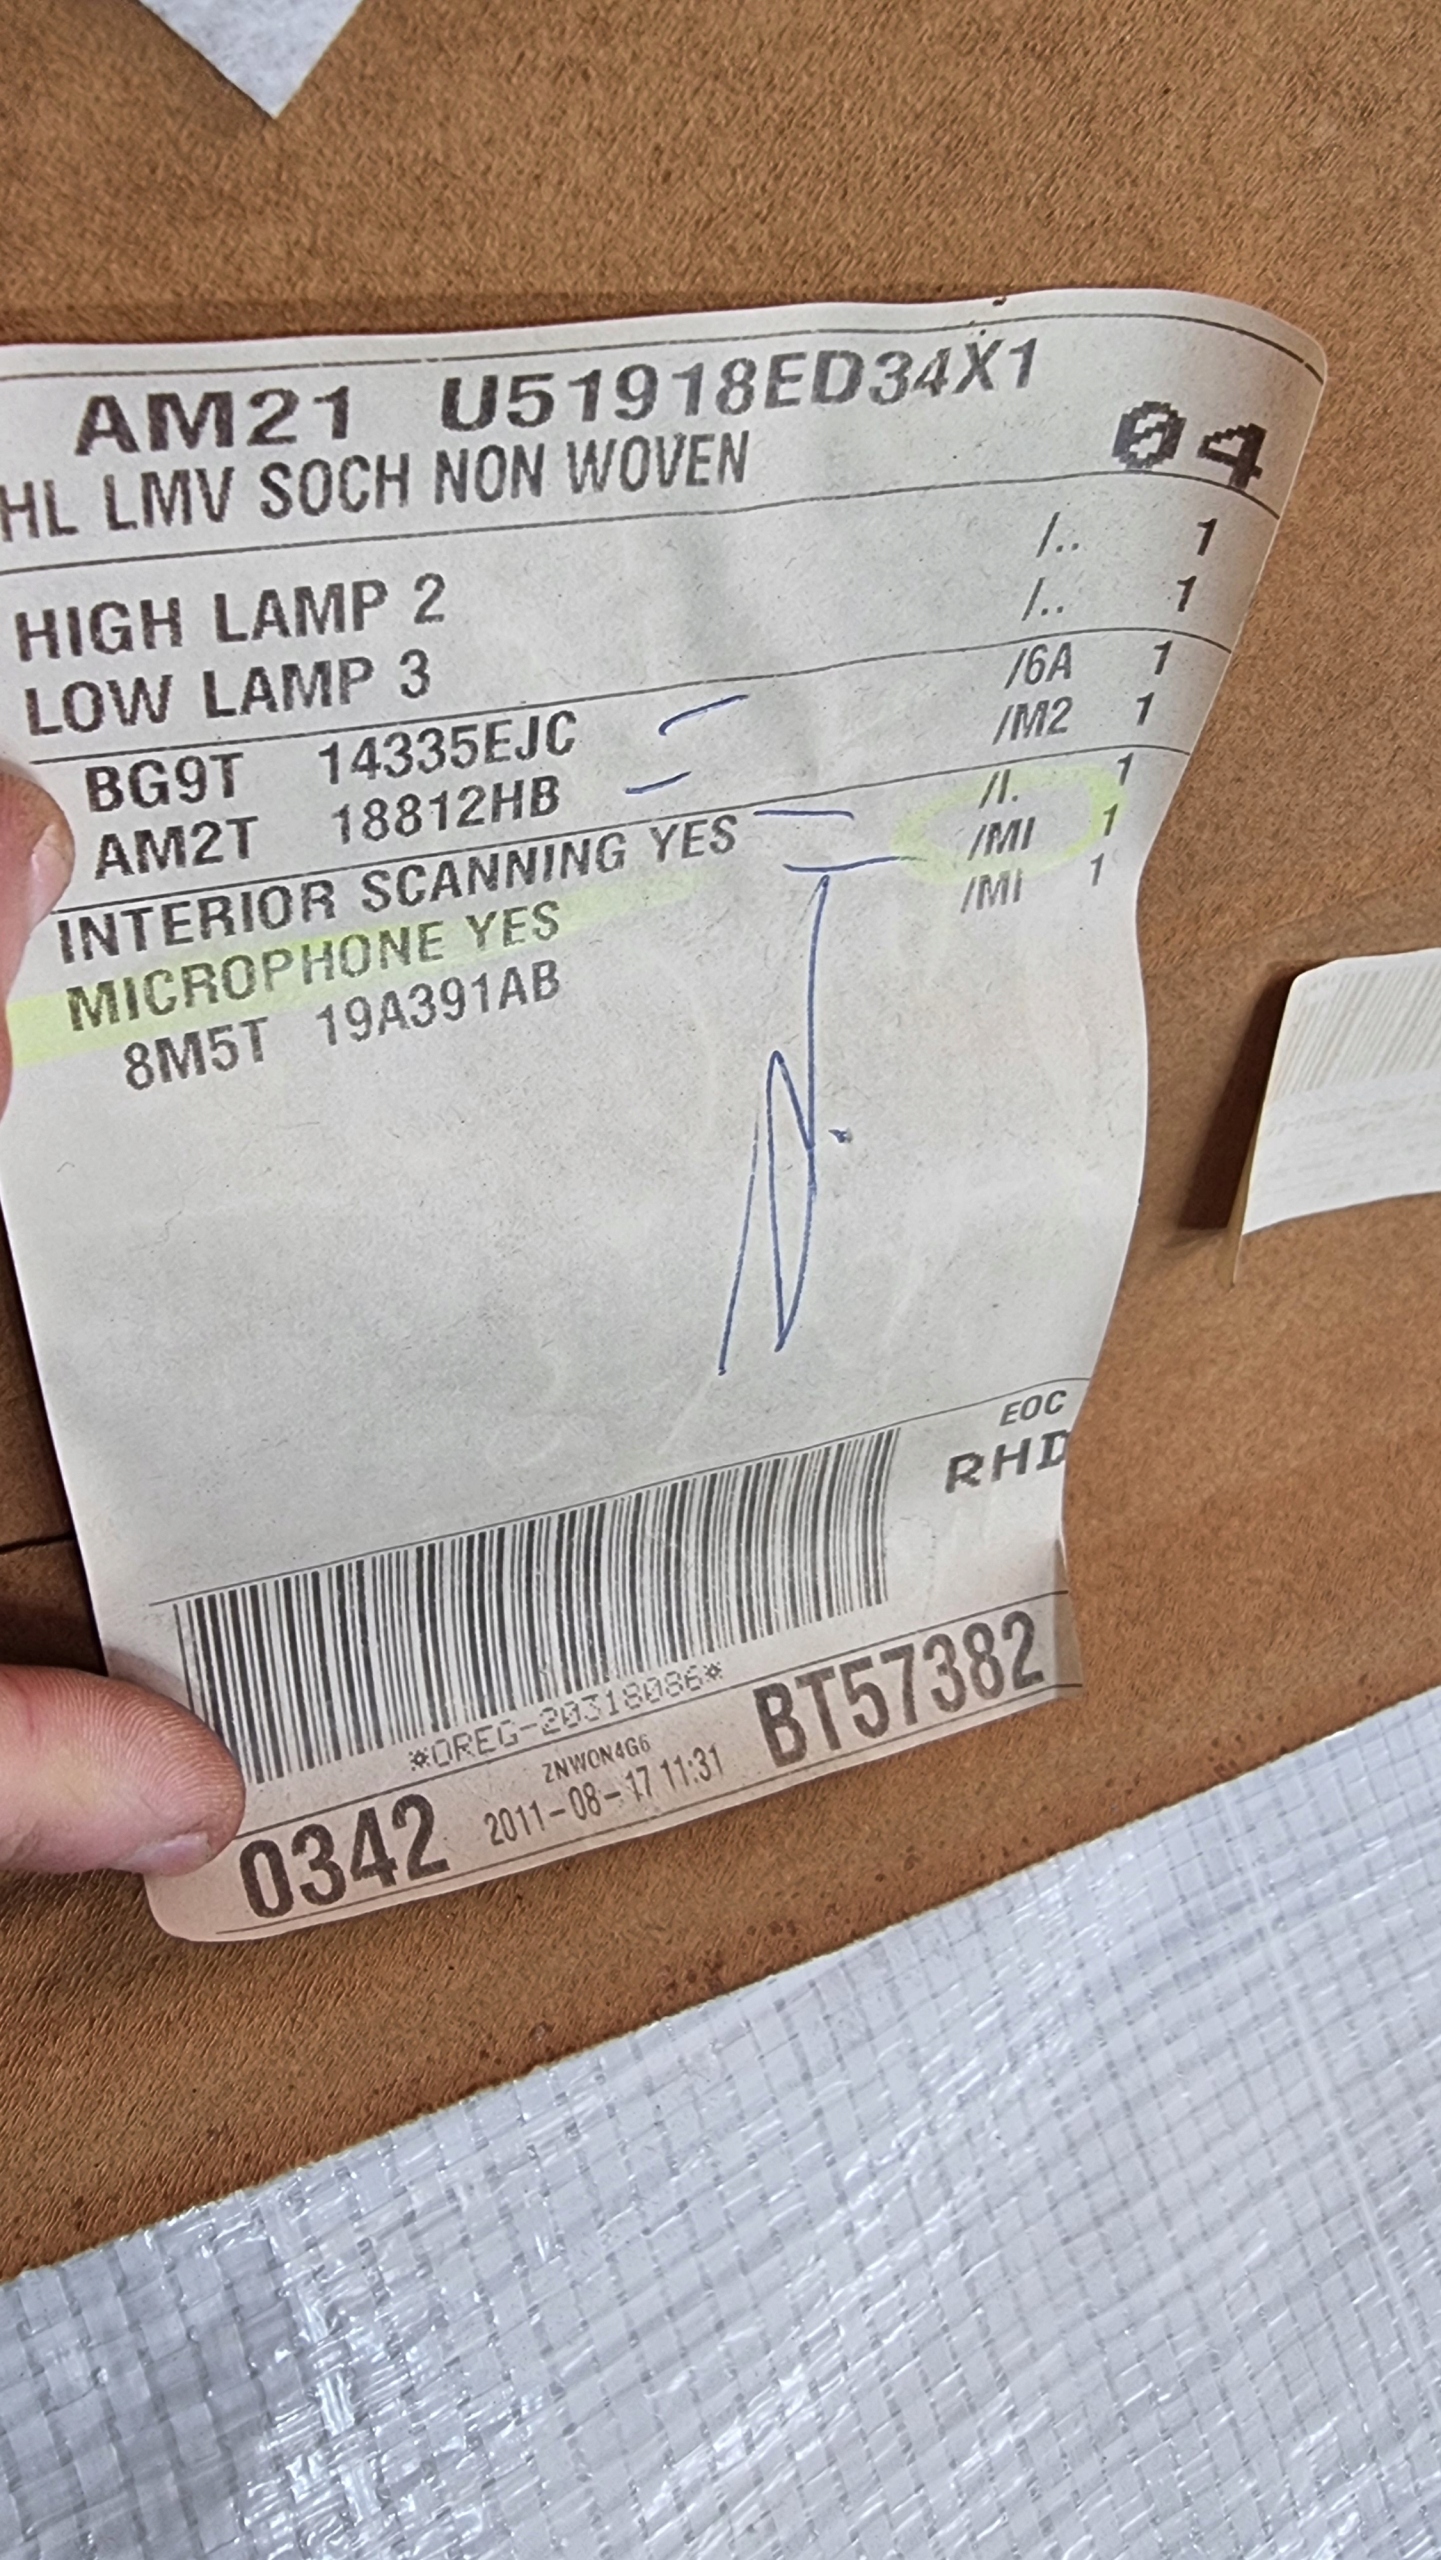 AM21 U51918ED34X1
04
HL LMV SOCH NON WOVEN
HIGH LAMP 2 /.. 1
LOW LAMP 3 /.. 1
BG9T 14335EJC /6A 1
AM2T 18812HB /M2 1
INTERIOR SCANNING YES /I. 1
MICROPHONE YES /MI 1
8M5T 19A391AB /MI 1
EOC
RHD
*OREG-20318086*
ZNWON4G6
0342 2011-08-17 11:31 BT57382